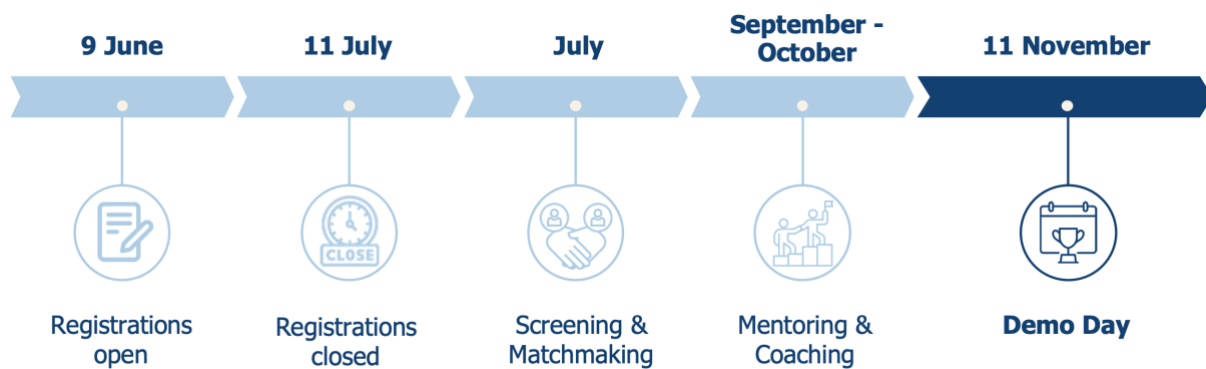 9 June
11 July
July
September -
October
11 November
CLOSE
Registrations
open
Registrations
closed
Screening &
Matchmaking
Mentoring &
Coaching
Demo Day